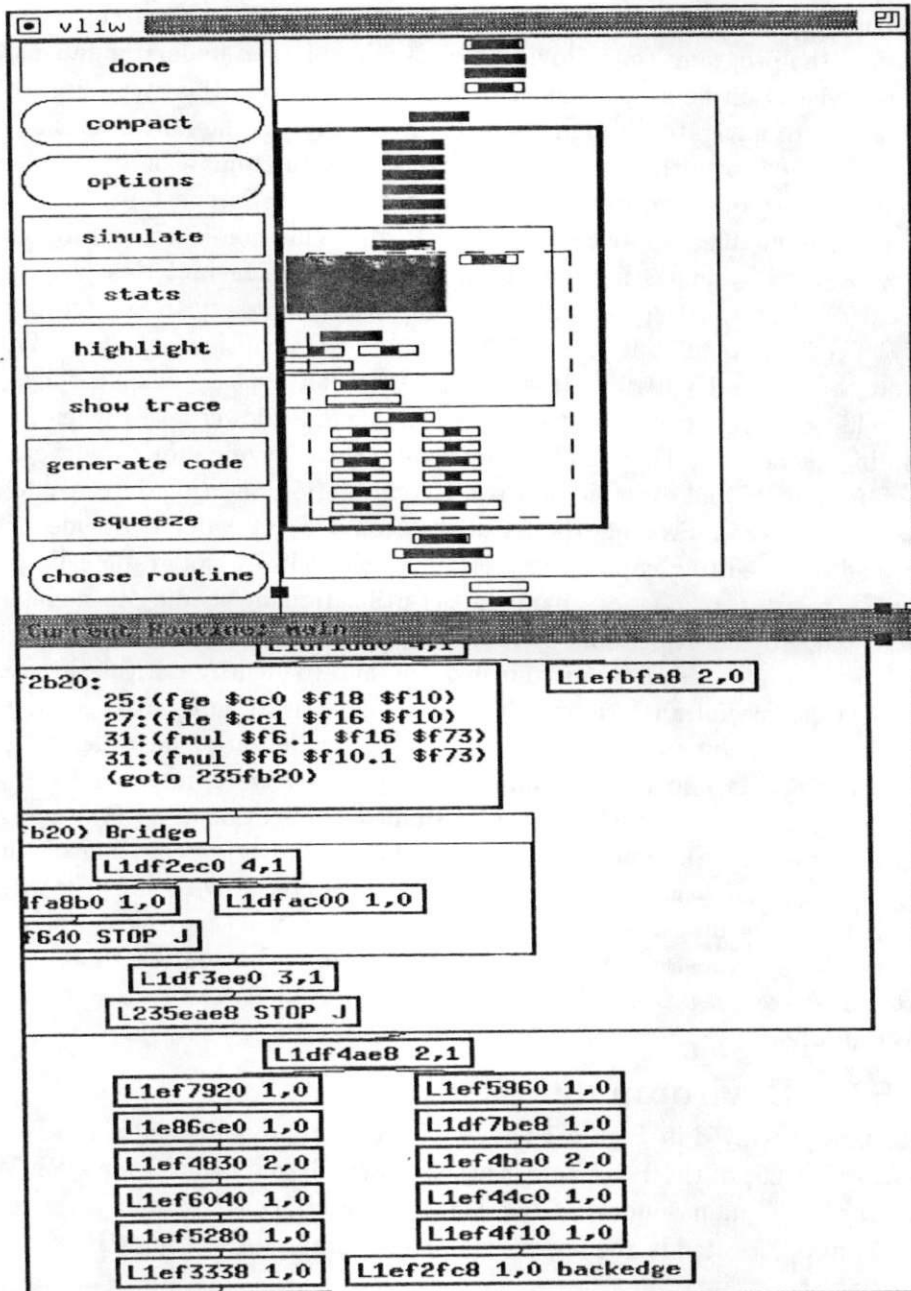 vliw
done
compact
options
simulate
stats
highlight
show trace
generate code
squeeze
choose routine
Current Routine: main
L1efbfa8 2,0
f2b20:
25:(fge $cc0 $f18 $f10)
27:(fle $cc1 $f16 $f10)
31:(fmul $f6.1 $f16 $f73)
31:(fmul $f6 $f10.1 $f73)
(goto 235fb20)
fb20) Bridge
L1df2ec0 4,1
dfa8b0 1,0 L1dfac00 1,0
f640 STOP J
L1df3ee0 3,1
L235eae8 STOP J
L1df4ae8 2,1
L1ef7920 1,0 L1ef5960 1,0
L1e86ce0 1,0 L1df7be8 1,0
L1ef4830 2,0 L1ef4ba0 2,0
L1ef6040 1,0 L1ef44c0 1,0
L1ef5280 1,0 L1ef4f10 1,0
L1ef3338 1,0 L1ef2fc8 1,0 backedge